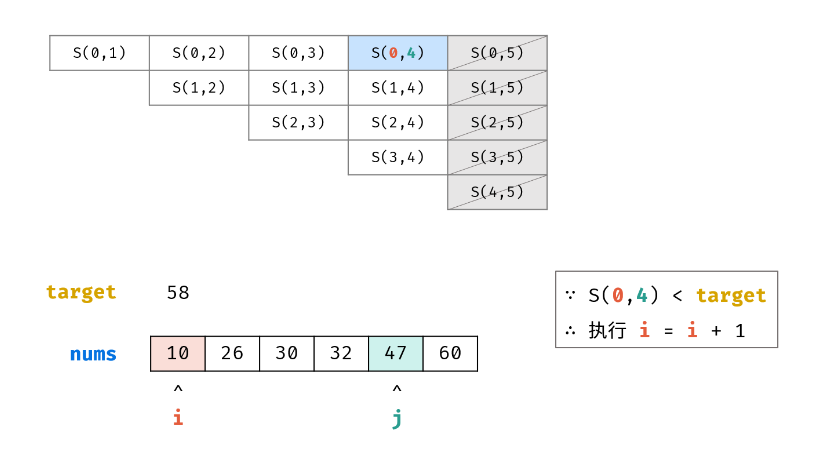 S(0,1) S(0,2) S(0,3) S(0,4) S(0,5)
S(1,2) S(1,3) S(1,4) S(1,5)
S(2,3) S(2,4) S(2,5)
S(3,4) S(3,5)
S(4,5)
target 58
∵ S(0,4) < target
∴ 执行 i = i + 1
nums 10 26 30 32 47 60
^ ^
i j